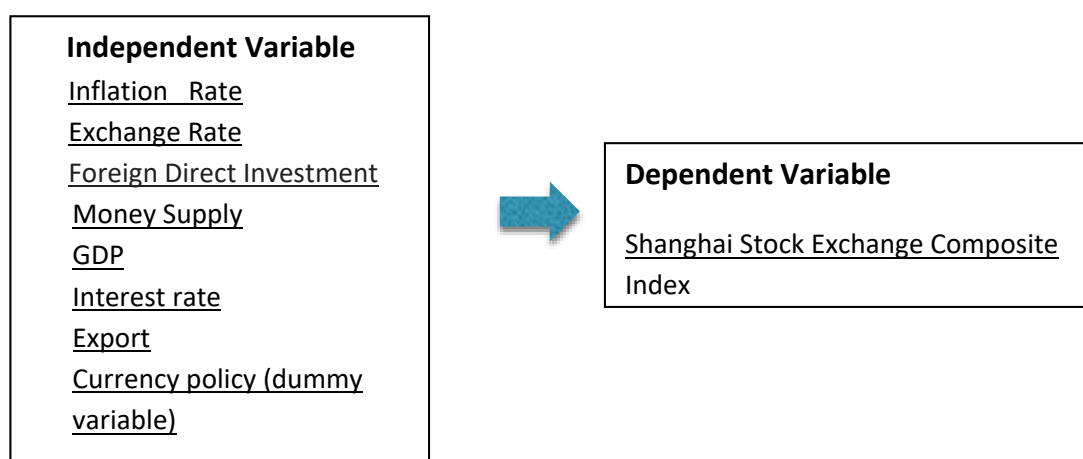 Independent Variable
Inflation Rate
Exchange Rate
Foreign Direct Investment
Money Supply
GDP
Interest rate
Export
Currency policy (dummy
variable)
Dependent Variable
Shanghai Stock Exchange Composite
Index